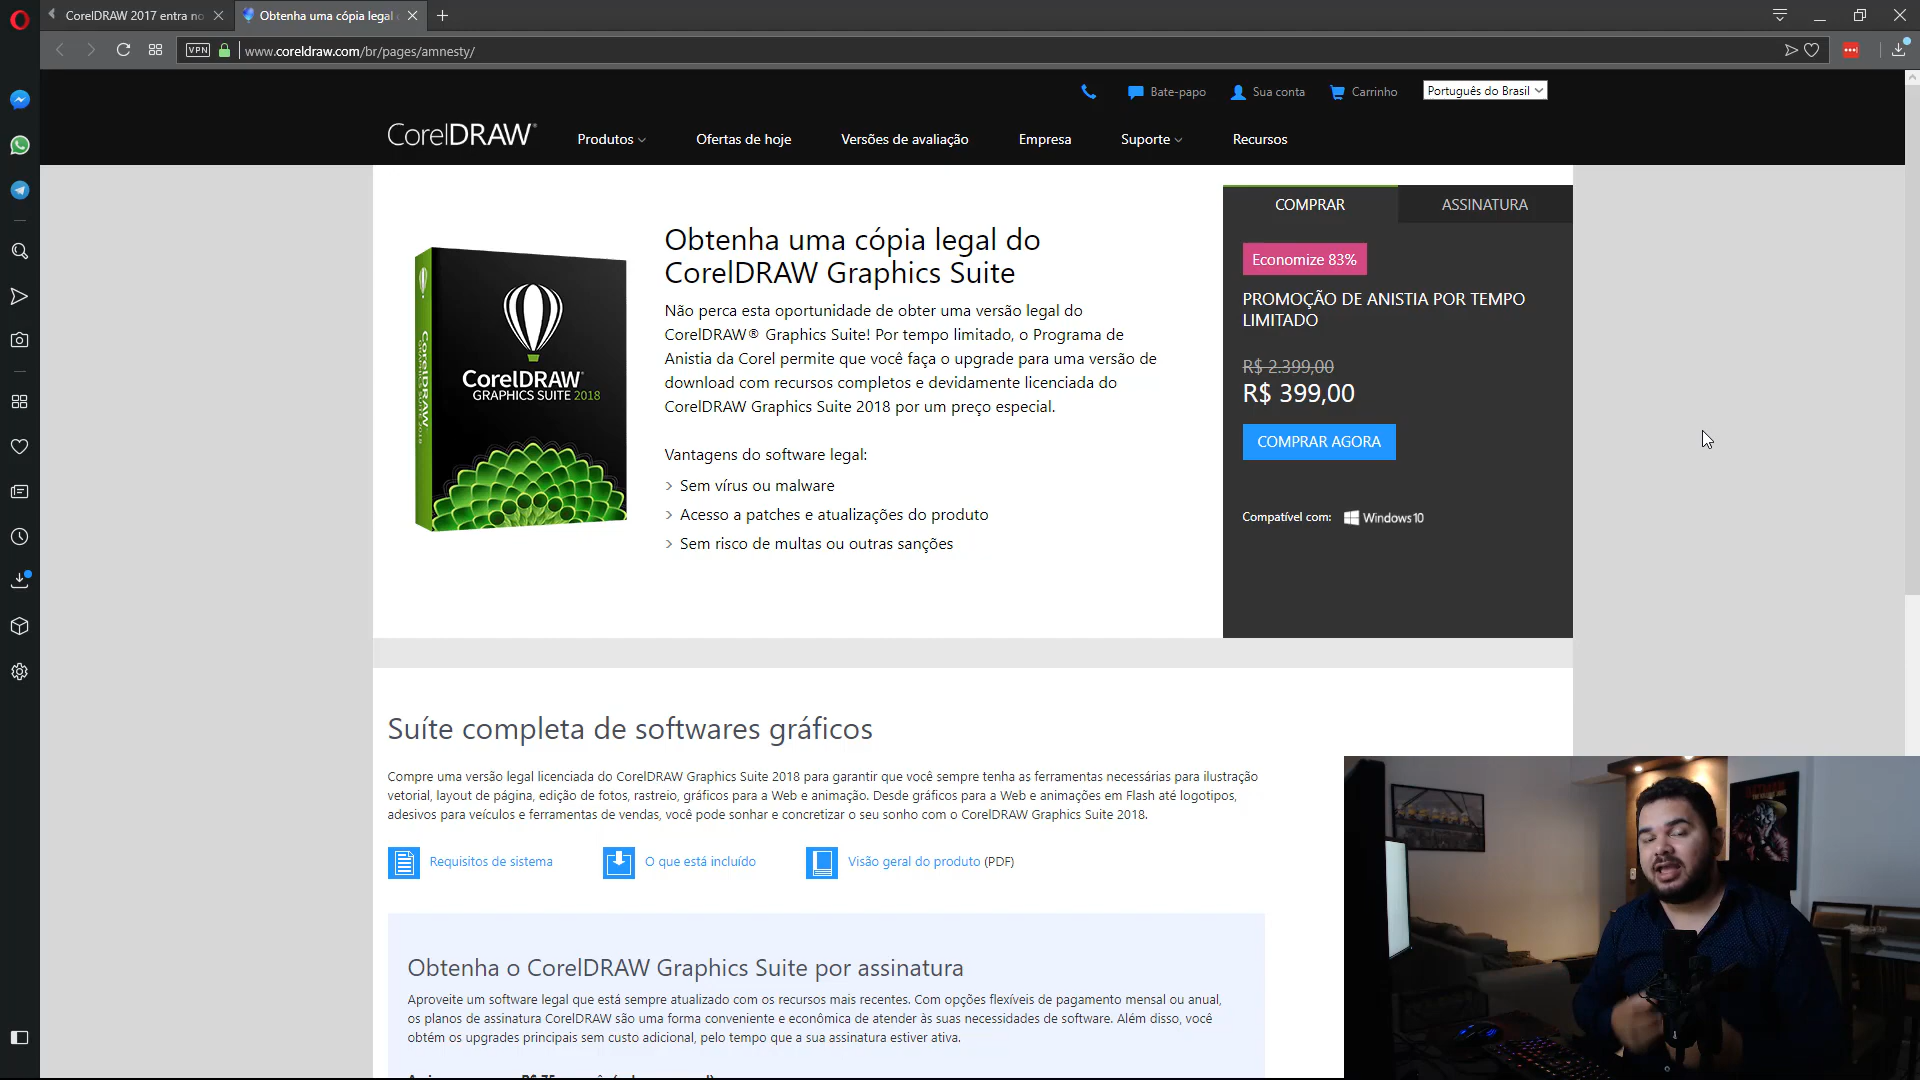 CorelDRAW 2017 entra no
Obtenha uma cópia legal
VPN
www.coreldraw.com/br/pages/amnesty/
Bate-papo
Sua conta
Carrinho
Português do Brasil
CorelDRAW®
Produtos
Ofertas de hoje
Versões de avaliação
Empresa
Suporte
Recursos
CorelDRAW
GRAPHICS SUITE 2018
CorelDRAW®
GRAPHICS SUITE 2018
Obtenha uma cópia legal do
CorelDRAW Graphics Suite
Não perca esta oportunidade de obter uma versão legal do
CorelDRAW® Graphics Suite! Por tempo limitado, o Programa de
Anistia da Corel permite que você faça o upgrade para uma versão de
download com recursos completos e devidamente licenciada do
CorelDRAW Graphics Suite 2018 por um preço especial.
Vantagens do software legal:
> Sem vírus ou malware
> Acesso a patches e atualizações do produto
> Sem risco de multas ou outras sanções
COMPRAR
ASSINATURA
Economize 83%
PROMOÇÃO DE ANISTIA POR TEMPO
LIMITADO
R$ 2.399,00
R$ 399,00
COMPRAR AGORA
Compatível com:
Windows 10
Suíte completa de softwares gráficos
Compre uma versão legal licenciada do CorelDRAW Graphics Suite 2018 para garantir que você sempre tenha as ferramentas necessárias para ilustração
vetorial, layout de página, edição de fotos, rastreio, gráficos para a Web e animação. Desde gráficos para a Web e animações em Flash até logotipos,
adesivos para veículos e ferramentas de vendas, você pode sonhar e concretizar o seu sonho com o CorelDRAW Graphics Suite 2018.
Requisitos de sistema
O que está incluído
Visão geral do produto (PDF)
Obtenha o CorelDRAW Graphics Suite por assinatura
Aproveite um software legal que está sempre atualizado com os recursos mais recentes. Com opções flexíveis de pagamento mensal ou anual,
os planos de assinatura CorelDRAW são uma forma conveniente e econômica de atender às suas necessidades de software. Além disso, você
obtém os upgrades principais sem custo adicional, pelo tempo que a sua assinatura estiver ativa.